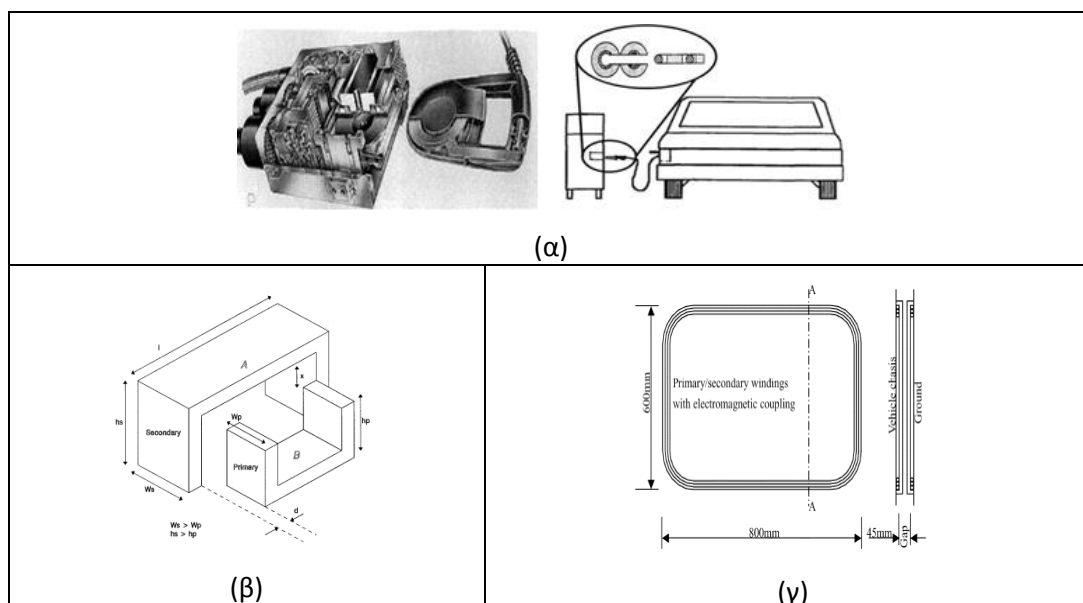 (α)
l
A
x
hs
Wp
hp
Secondary
B
Primary
Ws
d
Ws > Wp
hs > hp
(β)
A
600mm
Primary/secondary windings
with electromagnetic coupling
Vehicle chasis
Ground
A
800mm
45mm
Gap
(γ)